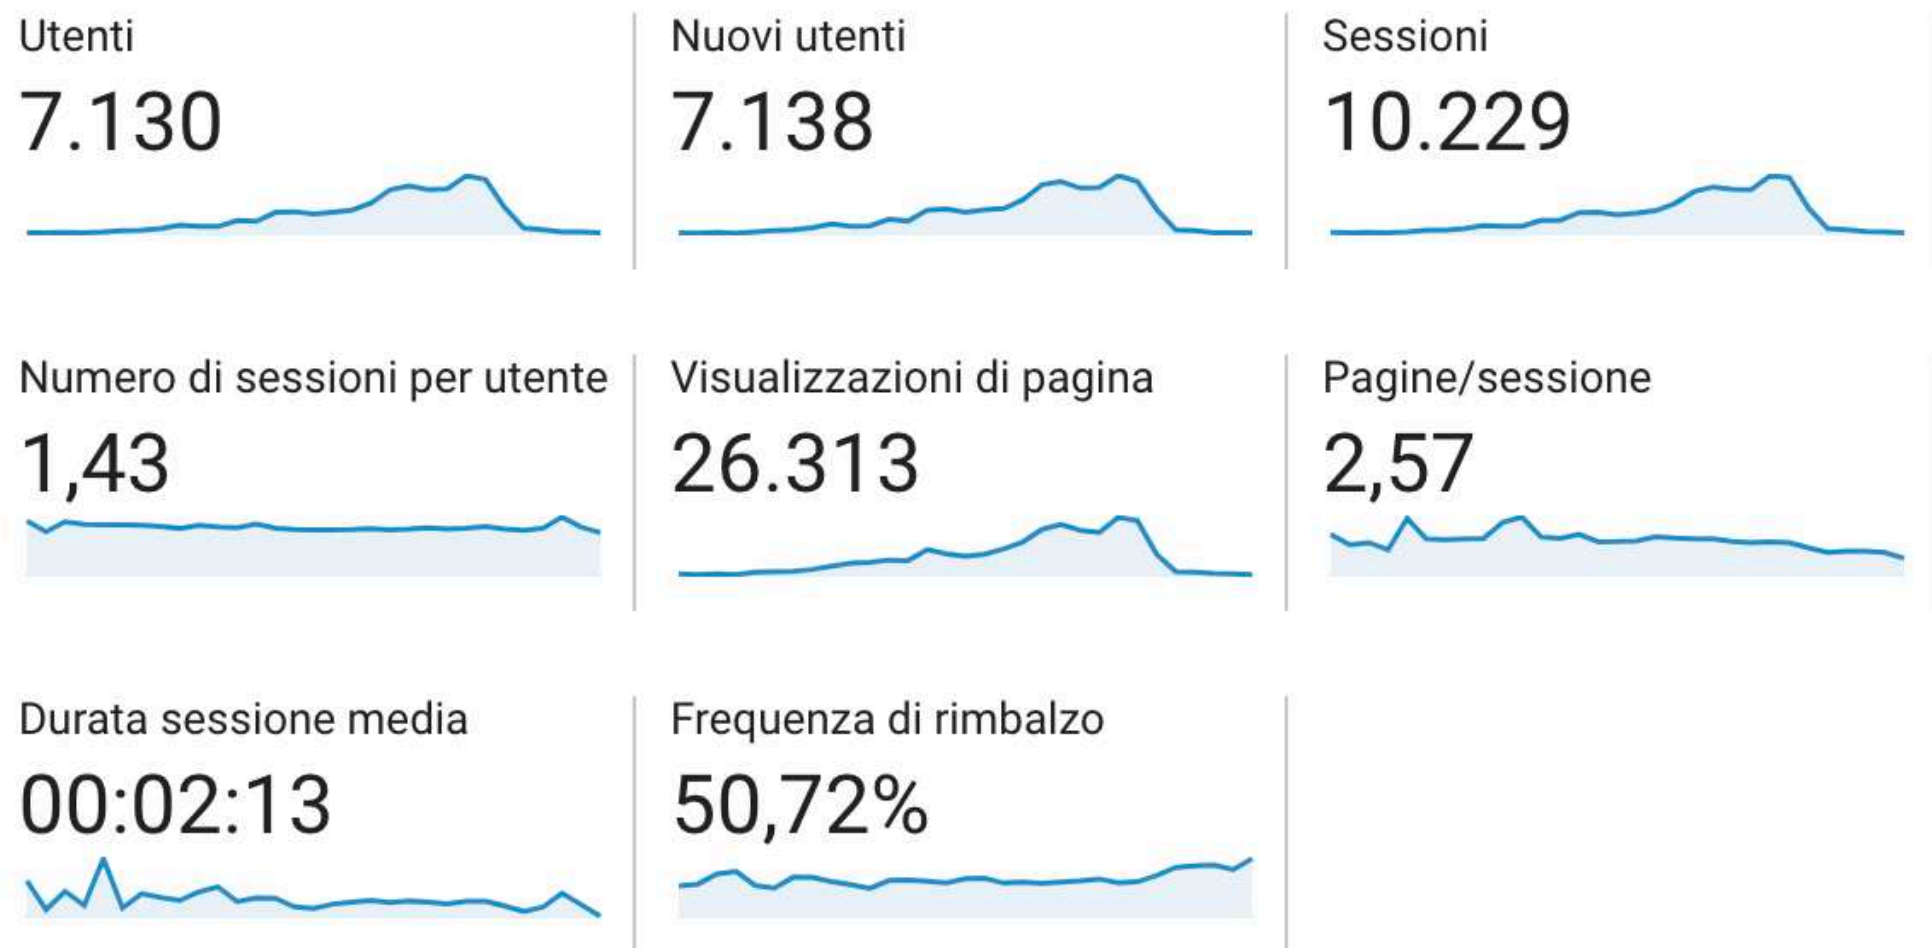 Utenti
7.130
Nuovi utenti
7.138
Sessioni
10.229
Numero di sessioni per utente
1,43
Visualizzazioni di pagina
26.313
Pagine/sessione
2,57
Durata sessione media
00:02:13
Frequenza di rimbalzo
50,72%